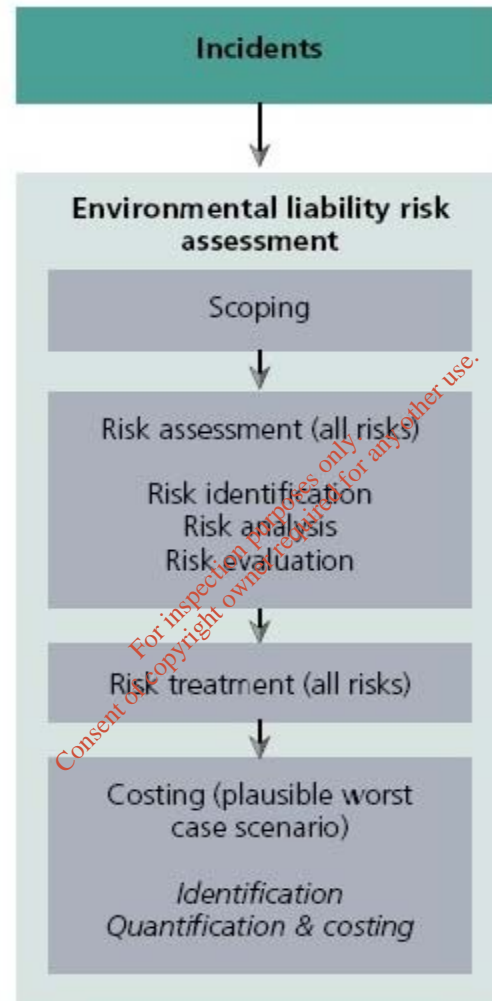 Incidents
Environmental liability risk
assessment
Scoping
Risk assessment (all risks)
Risk identification
Risk analysis
Risk evaluation
Risk treatment (all risks)
Costing (plausible worst
case scenario)
Identification
Quantification & costing
For inspection purposes only.
Consent of copyright owner required for any other use.